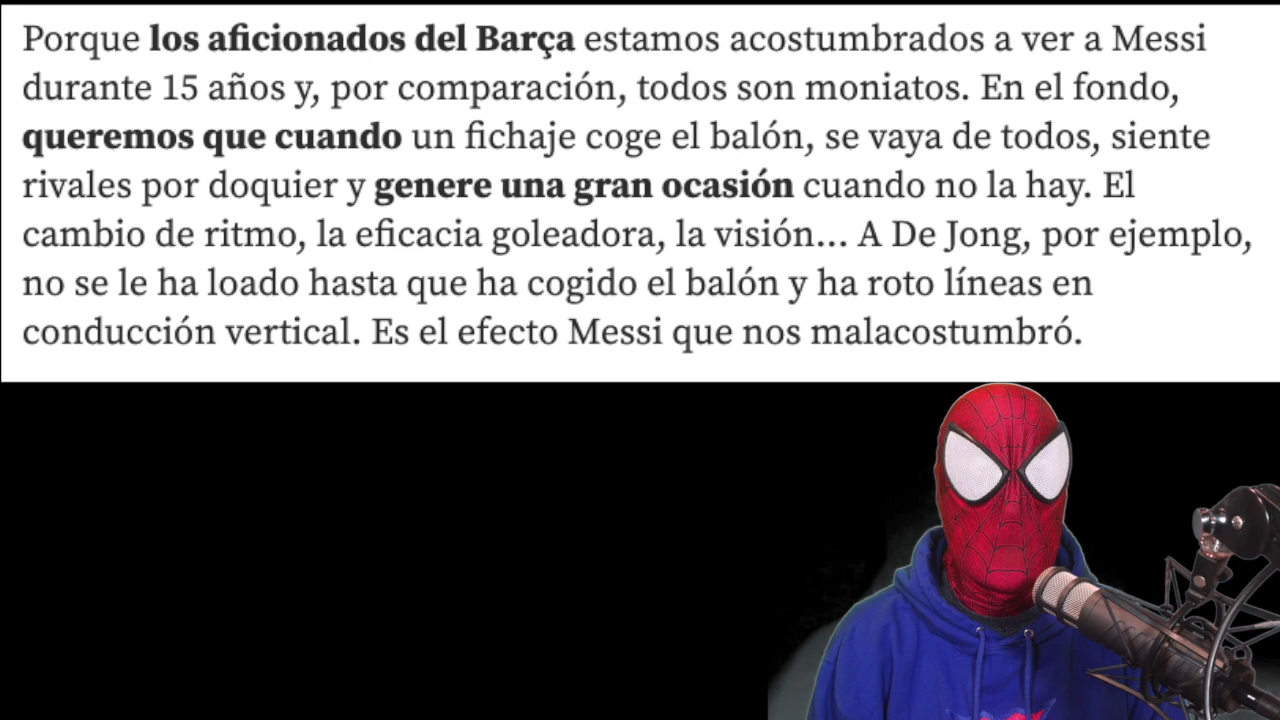 Porque los aficionados del Barça estamos acostumbrados a ver a Messi
durante 15 años y, por comparación, todos son moniatos. En el fondo,
queremos que cuando un fichaje coge el balón, se vaya de todos, siente
rivales por doquier y genere una gran ocasión cuando no la hay. El
cambio de ritmo, la eficacia goleadora, la visión... A De Jong, por ejemplo,
no se le ha loado hasta que ha cogido el balón y ha roto líneas en
conducción vertical. Es el efecto Messi que nos malacostumbró.